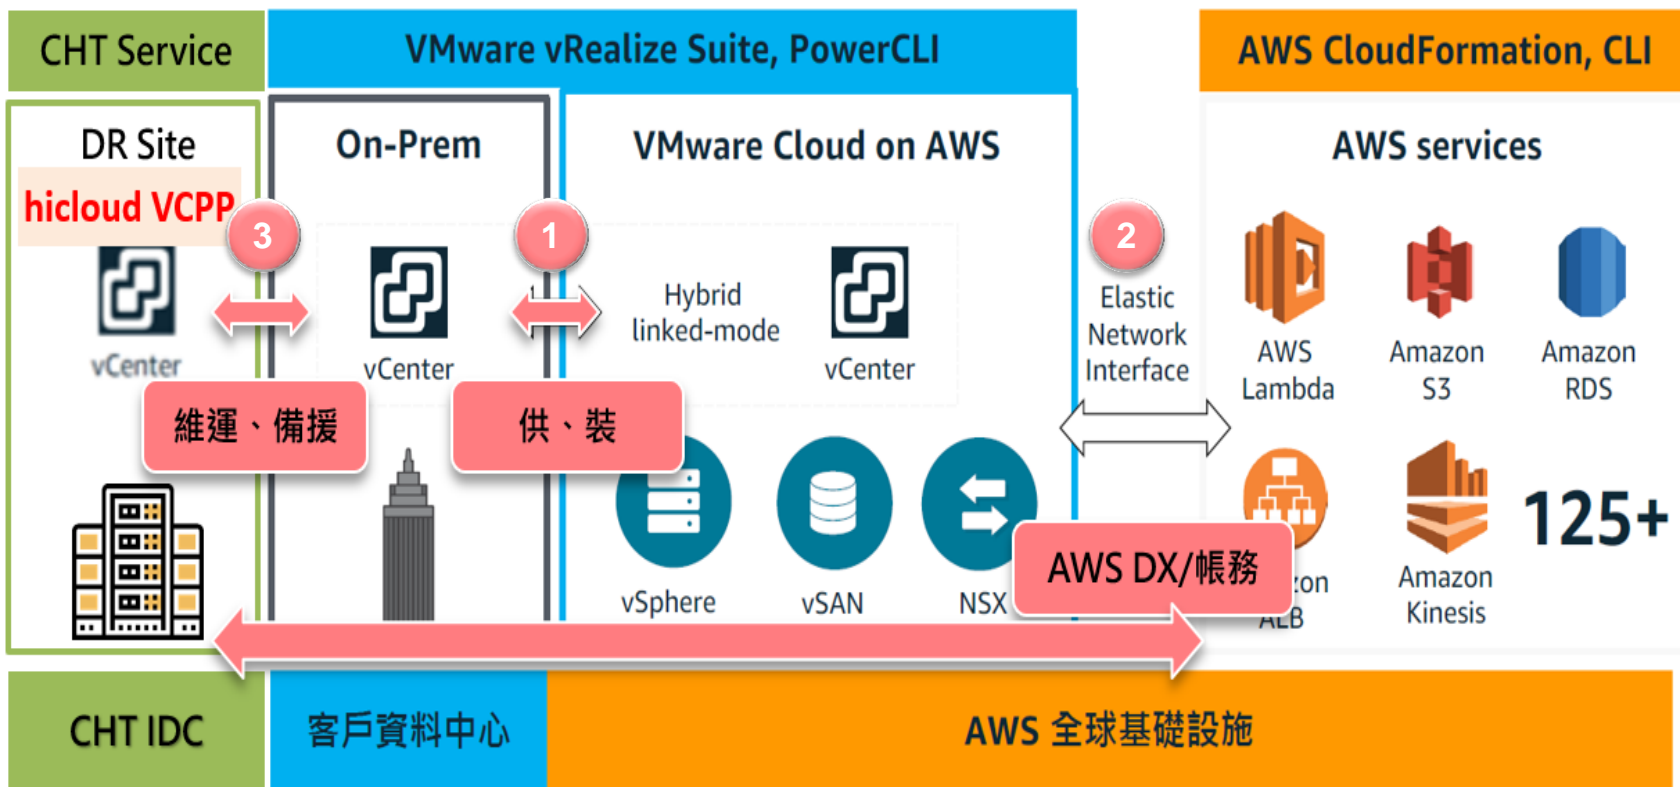 CHT Service
VMware vRealize Suite, PowerCLI
AWS CloudFormation, CLI
DR Site
hicloud VCPP
vCenter
On-Prem
vCenter
VMware Cloud on AWS
Hybrid
linked-mode
vCenter
AWS services
3
1
2
Elastic
Network
Interface
AWS
Lambda
Amazon
S3
Amazon
RDS
維運、備援
供、裝
vSphere
vSAN
NSX
AWS DX/帳務
zon
ALB
Amazon
Kinesis
125+
CHT IDC
客戶資料中心
AWS 全球基礎設施